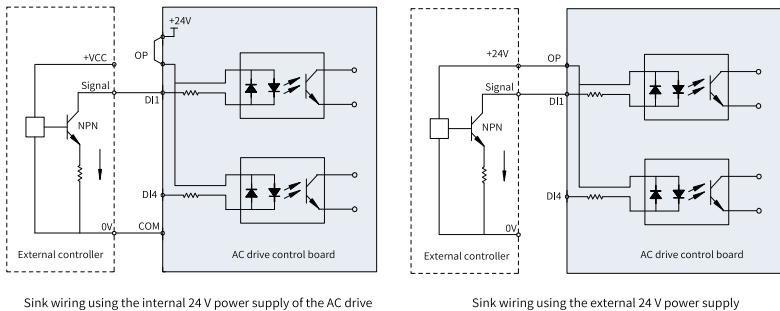 +24V
OP
+VCC
Signal
DI1
NPN
DI4
0V
COM
External controller
AC drive control board
Sink wiring using the internal 24 V power supply of the AC drive
+24V
OP
Signal
DI1
NPN
DI4
0V
External controller
AC drive control board
Sink wiring using the external 24 V power supply